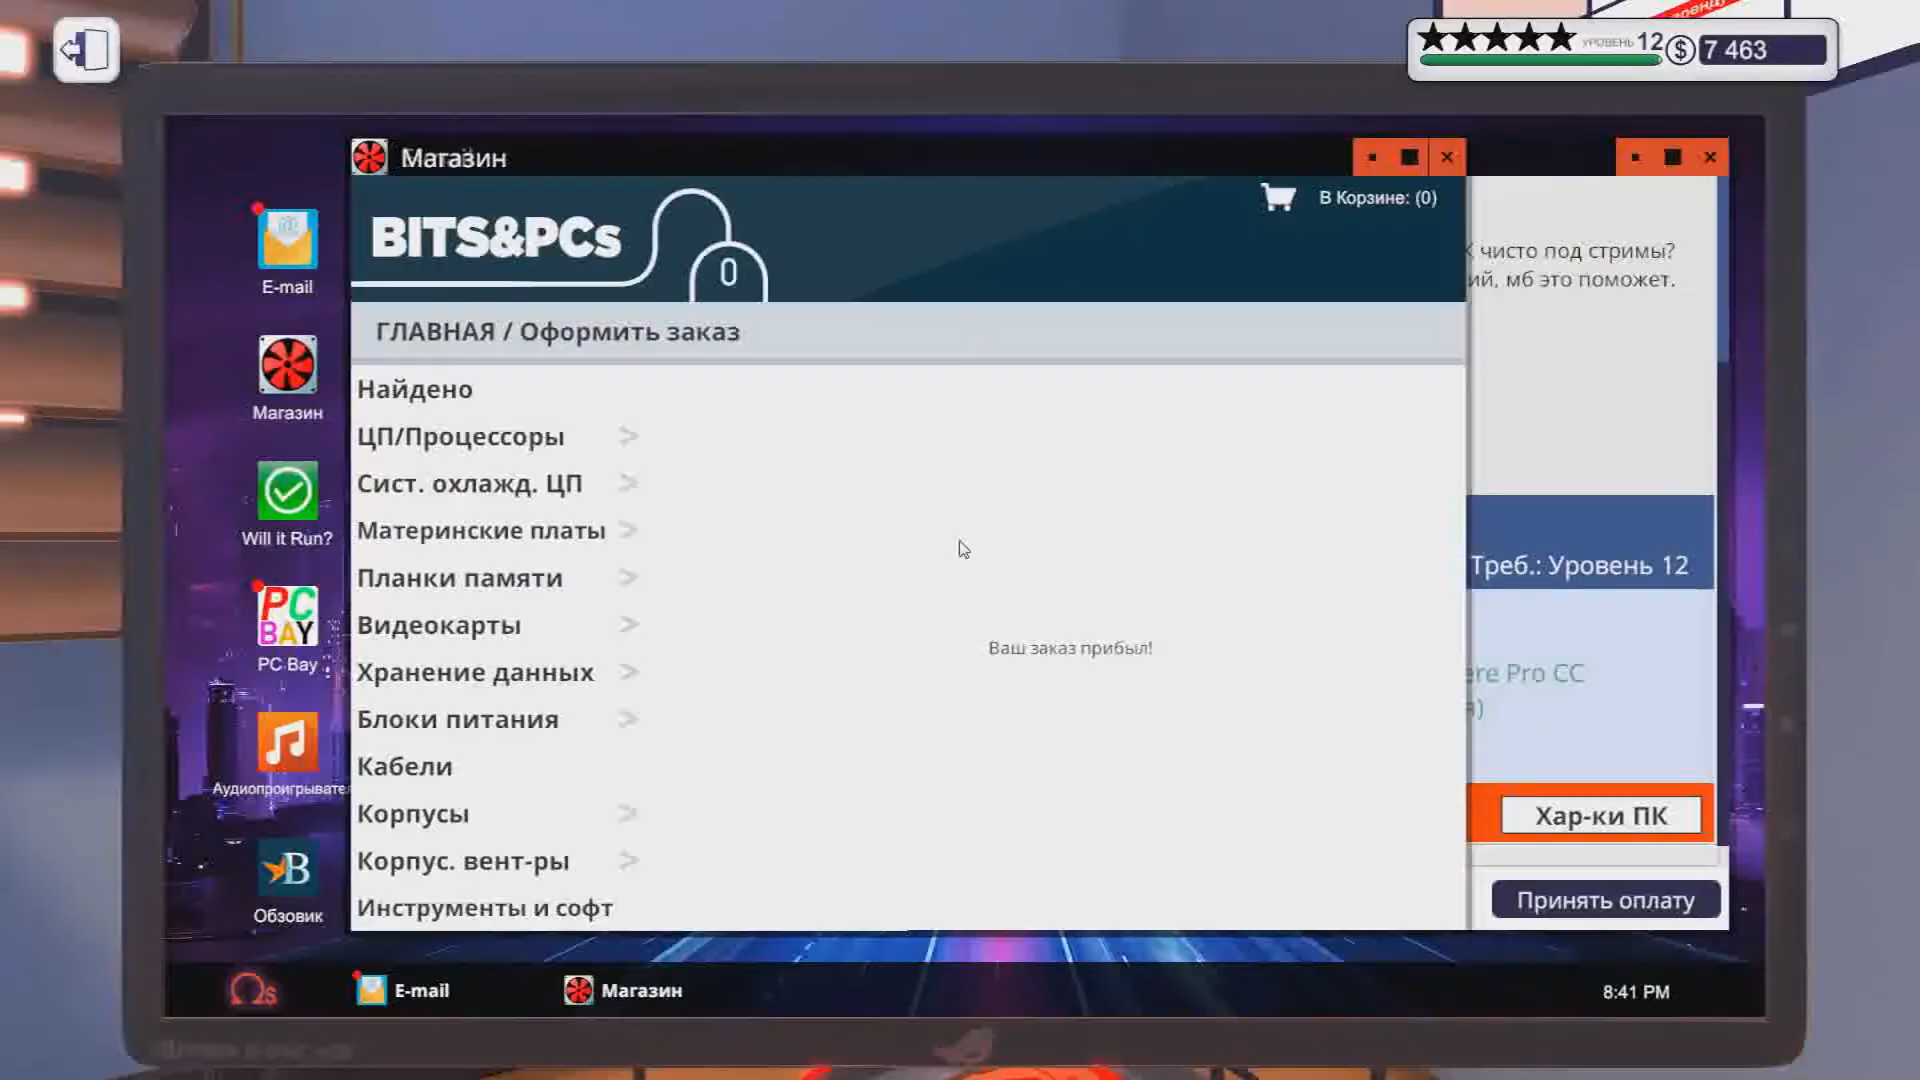 УРОВЕНЬ 12
$ 7 463
Магазин
BITS&PCs
В Корзине: (0)
ГЛАВНАЯ / Оформить заказ
Найдено
ЦП/Процессоры >
Сист. охлажд. ЦП >
Материнские платы >
Планки памяти >
Видеокарты >
Хранение данных >
Блоки питания >
Кабели
Корпусы >
Корпус. вент-ры >
Инструменты и софт
Ваш заказ прибыл!
чисто под стримы?
ий, мб это поможет.
Треб.: Уровень 12
ere Pro CC
Хар-ки ПК
Принять оплату
E-mail
Магазин
Will it Run?
PC BAY
PC Bay
Аудиопроигрывате
B
Обзовик
Ωs
E-mail
Магазин
8:41 PM